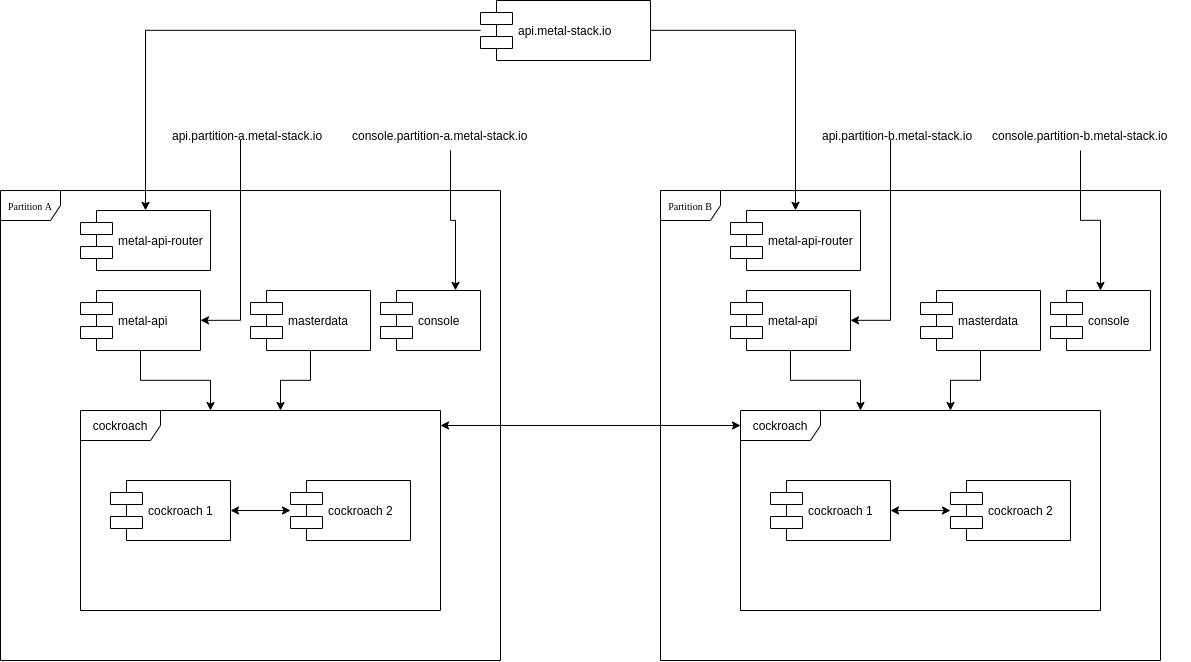 api.metal-stack.io
api.partition-a.metal-stack.io
console.partition-a.metal-stack.io
api.partition-b.metal-stack.io
console.partition-b.metal-stack.io
Partition A
metal-api-router
metal-api
masterdata
console
cockroach
cockroach 1
cockroach 2
Partition B
metal-api-router
metal-api
masterdata
console
cockroach
cockroach 1
cockroach 2